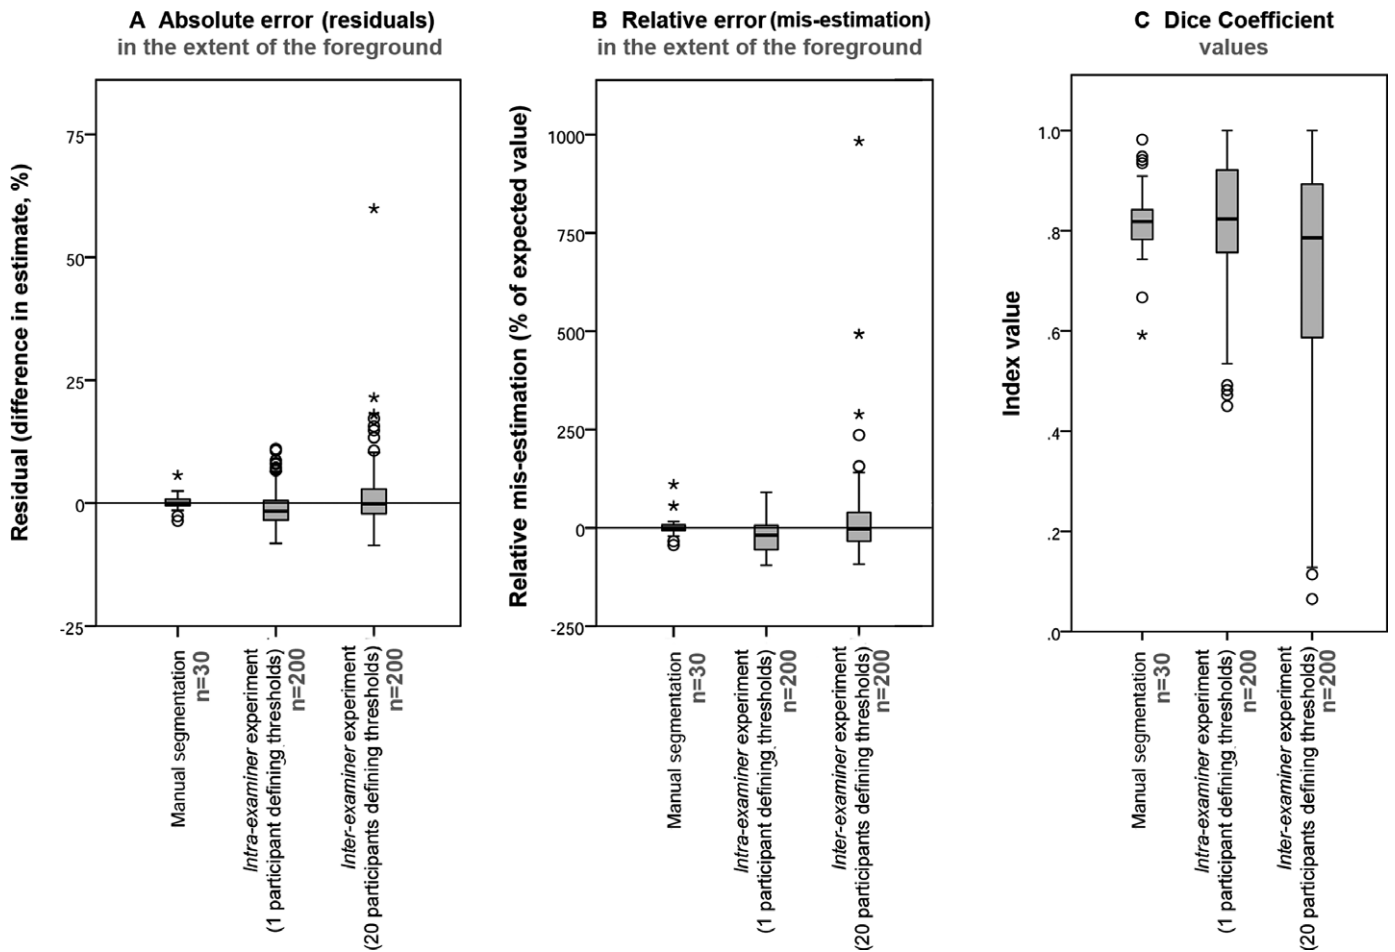 A Absolute error (residuals)
in the extent of the foreground
Residual (difference in estimate, %)
75
50
25
0
-25
Manual segmentation
n=30
Intra-examiner experiment
(1 participant defining thresholds)
n=200
Inter-examiner experiment
(20 participants defining thresholds)
n=200
B Relative error (mis-estimation)
in the extent of the foreground
Relative mis-estimation (% of expected value)
1000
750
500
250
0
-250
Manual segmentation
n=30
Intra-examiner experiment
(1 participant defining thresholds)
n=200
Inter-examiner experiment
(20 participants defining thresholds)
n=200
C Dice Coefficient
values
Index value
1.0
.8
.6
.4
.2
.0
Manual segmentation
n=30
Intra-examiner experiment
(1 participant defining thresholds)
n=200
Inter-examiner experiment
(20 participants defining thresholds)
n=200